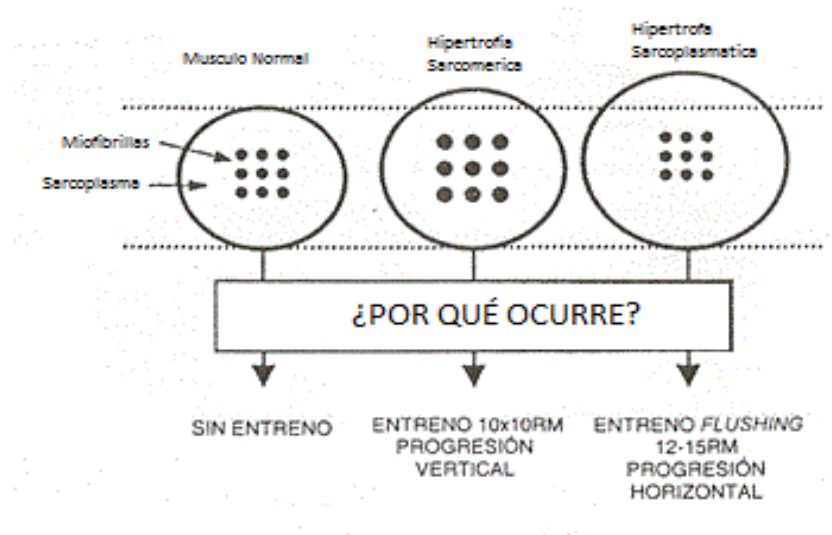 Musculo Normal
Hipertrofia
Sarcomerica
Hipertrofa
Sarcoplasmatica
Miofibrillas
Sarcoplasma
¿POR QUÉ OCURRE?
SIN ENTRENO
ENTRENO 10x10RM
PROGRESIÓN
VERTICAL
ENTRENO FLUSHING
12-15RM
PROGRESIÓN
HORIZONTAL